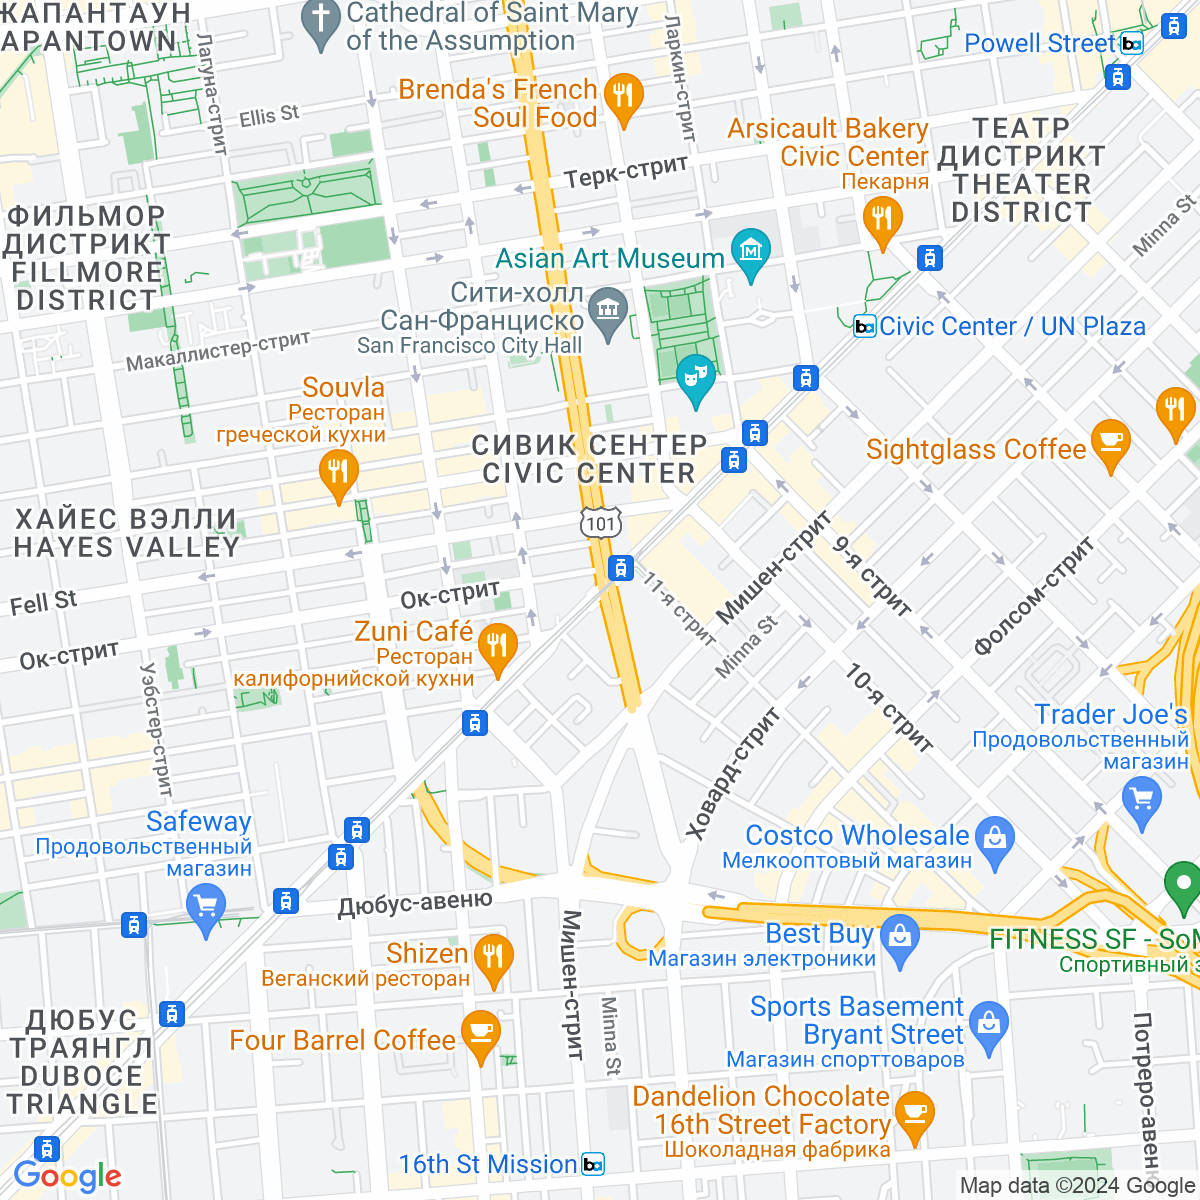 ЖАПАНТАУН
APANTOWN
Cathedral of Saint Mary
of the Assumption
Лагуна-стрит
Ларкин-стрит
Powell Street
Brenda's French
Soul Food
Ellis St
Arsicault Bakery
Civic Center
Пекарня
ТЕАТР
ДИСТРИКТ
THEATER
DISTRICT
Терк-стрит
Minna St
ФИЛЬМОР
ДИСТРИКТ
FILLMORE
DISTRICT
Asian Art Museum
Сити-холл
Сан-Франциско
San Francisco City Hall
Civic Center / UN Plaza
Макаллистер-стрит
Souvla
Ресторан
греческой кухни
СИВИК СЕНТЕР
CIVIC CENTER
Sightglass Coffee
ХАЙЕС ВЭЛЛИ
HAYES VALLEY
101
Мишен-стрит
9-я стрит
Фолсом-стрит
11-я стрит
Minna St
Fell St
Ок-стрит
Ок-стрит
Zuni Café
Ресторан
калифорнийской кухни
Уэбстер-стрит
10-я стрит
Ховард-стрит
Trader Joe's
Продовольственный
магазин
Safeway
Продовольственный
магазин
Costco Wholesale
Мелкооптовый магазин
Дюбус-авеню
Мишен-стрит
Best Buy
Магазин электроники
FITNESS SF - SoM
Спортивный з
Shizen
Веганский ресторан
Minna St
Sports Basement
Bryant Street
Магазин спорттоваров
Потреро-авеню
ДЮБУС
ТРАЯНГЛ
DUBOCE
TRIANGLE
Four Barrel Coffee
Dandelion Chocolate
16th Street Factory
Шоколадная фабрика
16th St Mission
Google
Map data ©2024 Google